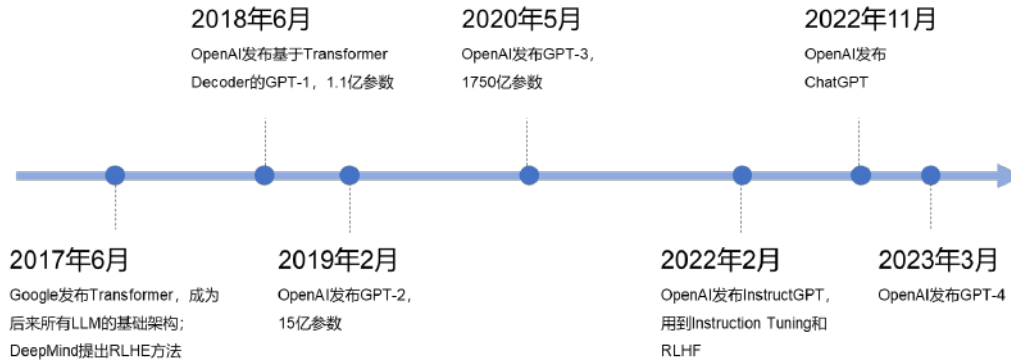 2018年6月
OpenAI发布基于Transformer
Decoder的GPT-1，1.1亿参数
2020年5月
OpenAI发布GPT-3，
1750亿参数
2022年11月
OpenAI发布
ChatGPT
2017年6月
Google发布Transformer，成为
后来所有LLM的基础架构；
DeepMind提出RLHE方法
2019年2月
OpenAI发布GPT-2，
15亿参数
2022年2月
OpenAI发布InstructGPT，
用到Instruction Tuning和
RLHF
2023年3月
OpenAI发布GPT-4